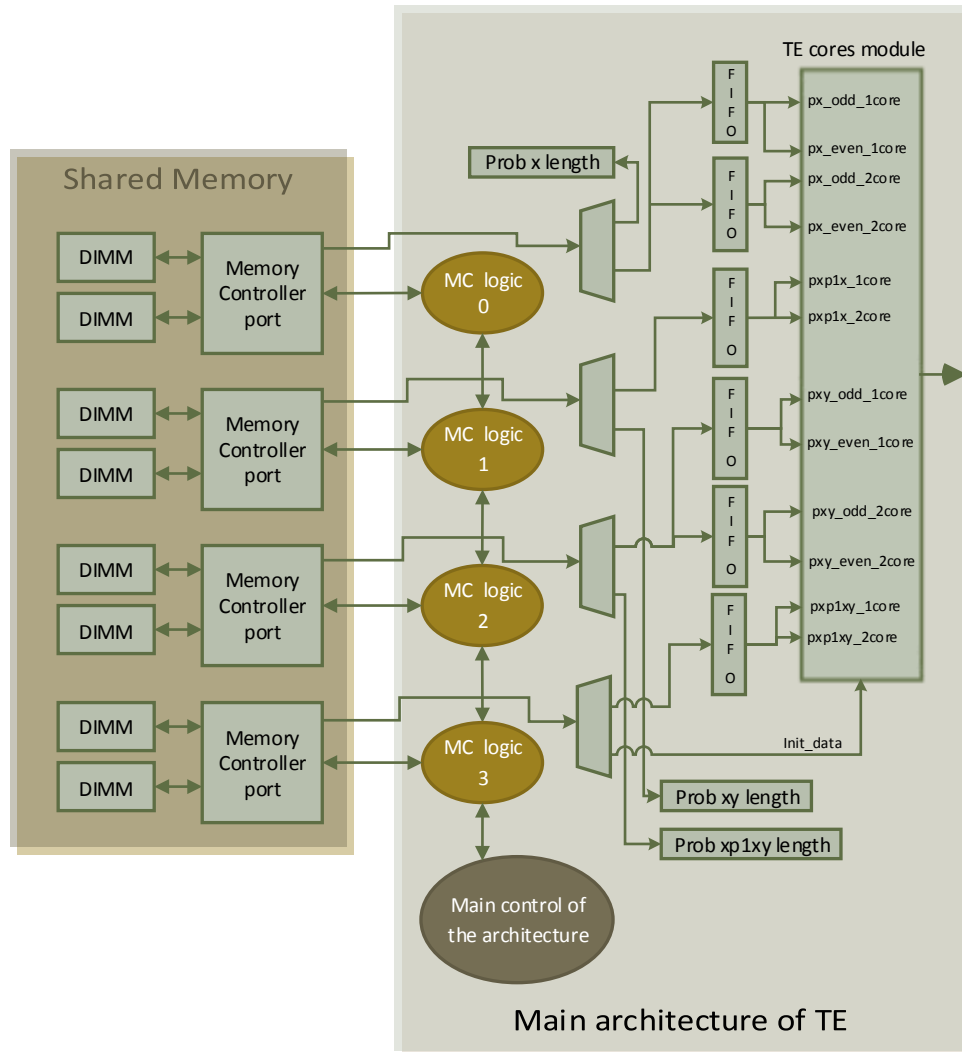 TE cores module
F
I
F
O
px_odd_1core
px_even_1core
Prob x length
F
I
F
O
px_odd_2core
px_even_2core
Shared Memory
DIMM
DIMM
Memory
Controller
port
MC logic
0
F
I
F
O
pxp1x_1core
pxp1x_2core
DIMM
DIMM
Memory
Controller
port
MC logic
1
F
I
F
O
pxy_odd_1core
pxy_even_1core
DIMM
DIMM
Memory
Controller
port
MC logic
2
F
I
F
O
pxy_odd_2core
pxy_even_2core
F
I
F
O
pxp1xy_1core
pxp1xy_2core
DIMM
DIMM
Memory
Controller
port
MC logic
3
Init_data
Prob xy length
Prob xp1xy length
Main control of
the architecture
Main architecture of TE